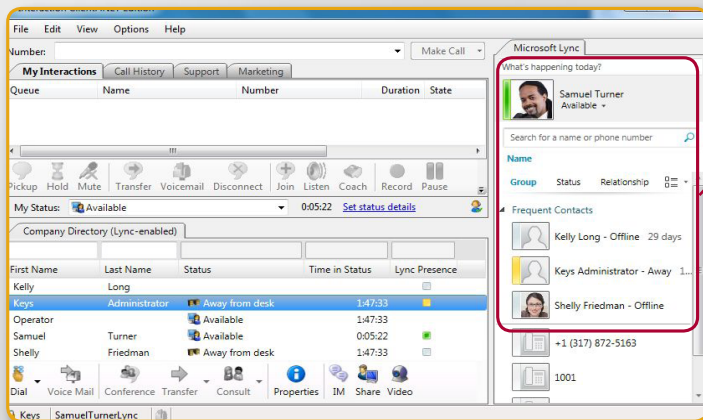 Interaction Client .NET Edition
File Edit View Options Help
Number: Make Call
My Interactions Call History Support Marketing
Queue Name Number Duration State
Pickup Hold Mute Transfer Voicemail Disconnect Join Listen Coach Record Pause
My Status: Available 0:05:22 Set status details
Company Directory (Lync-enabled)
First Name Last Name Status Time in Status Lync Presence
Kelly Long
Keys Administrator Away from desk 1:47:33
Operator Available
Samuel Turner Available 0:05:22
Shelly Friedman Away from desk 1:47:33
Dial Voice Mail Conference Transfer Consult Properties IM Share Video
Keys SamuelTurnerLync
Microsoft Lync
What's happening today?
Samuel Turner
Available
Search for a name or phone number
Name
Group Status Relationship
Frequent Contacts
Kelly Long - Offline 29 days
Keys Administrator - Away 1...
Shelly Friedman - Offline
+1 (317) 872-5163
1001